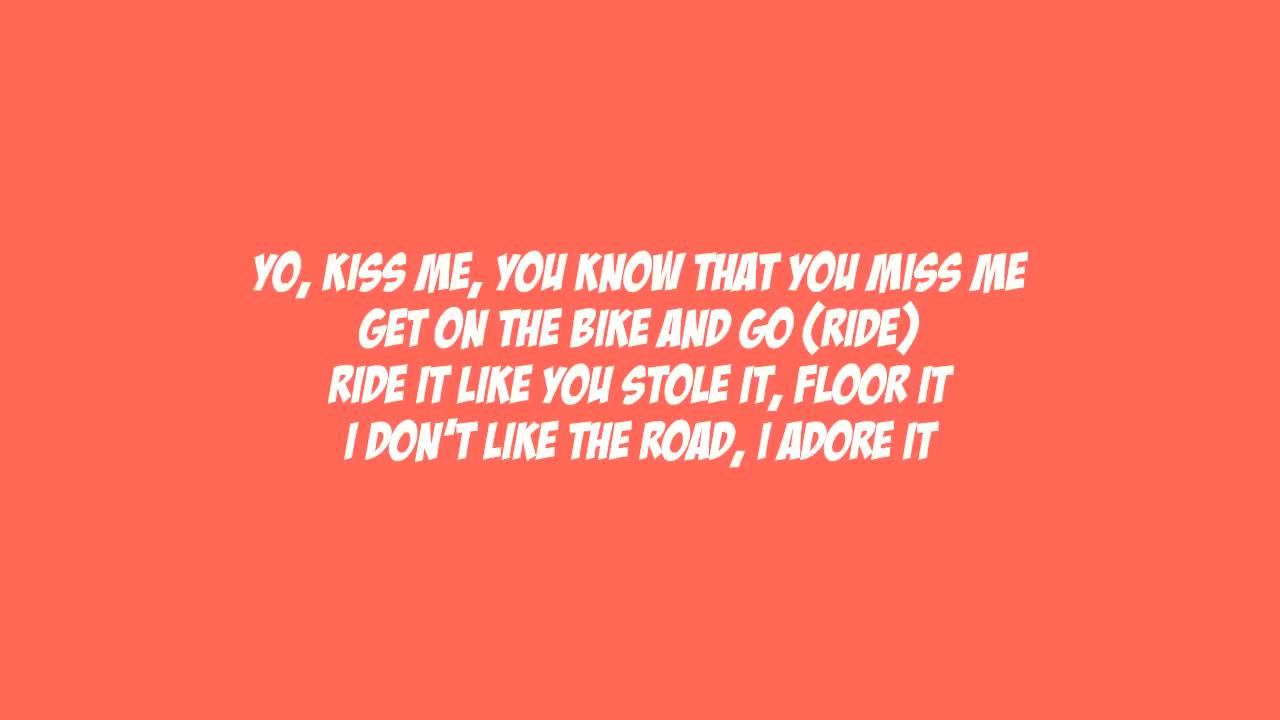 YO, KISS ME, YOU KNOW THAT YOU MISS ME
GET ON THE BIKE AND GO (RIDE)
RIDE IT LIKE YOU STOLE IT, FLOOR IT
I DON'T LIKE THE ROAD, I ADORE IT